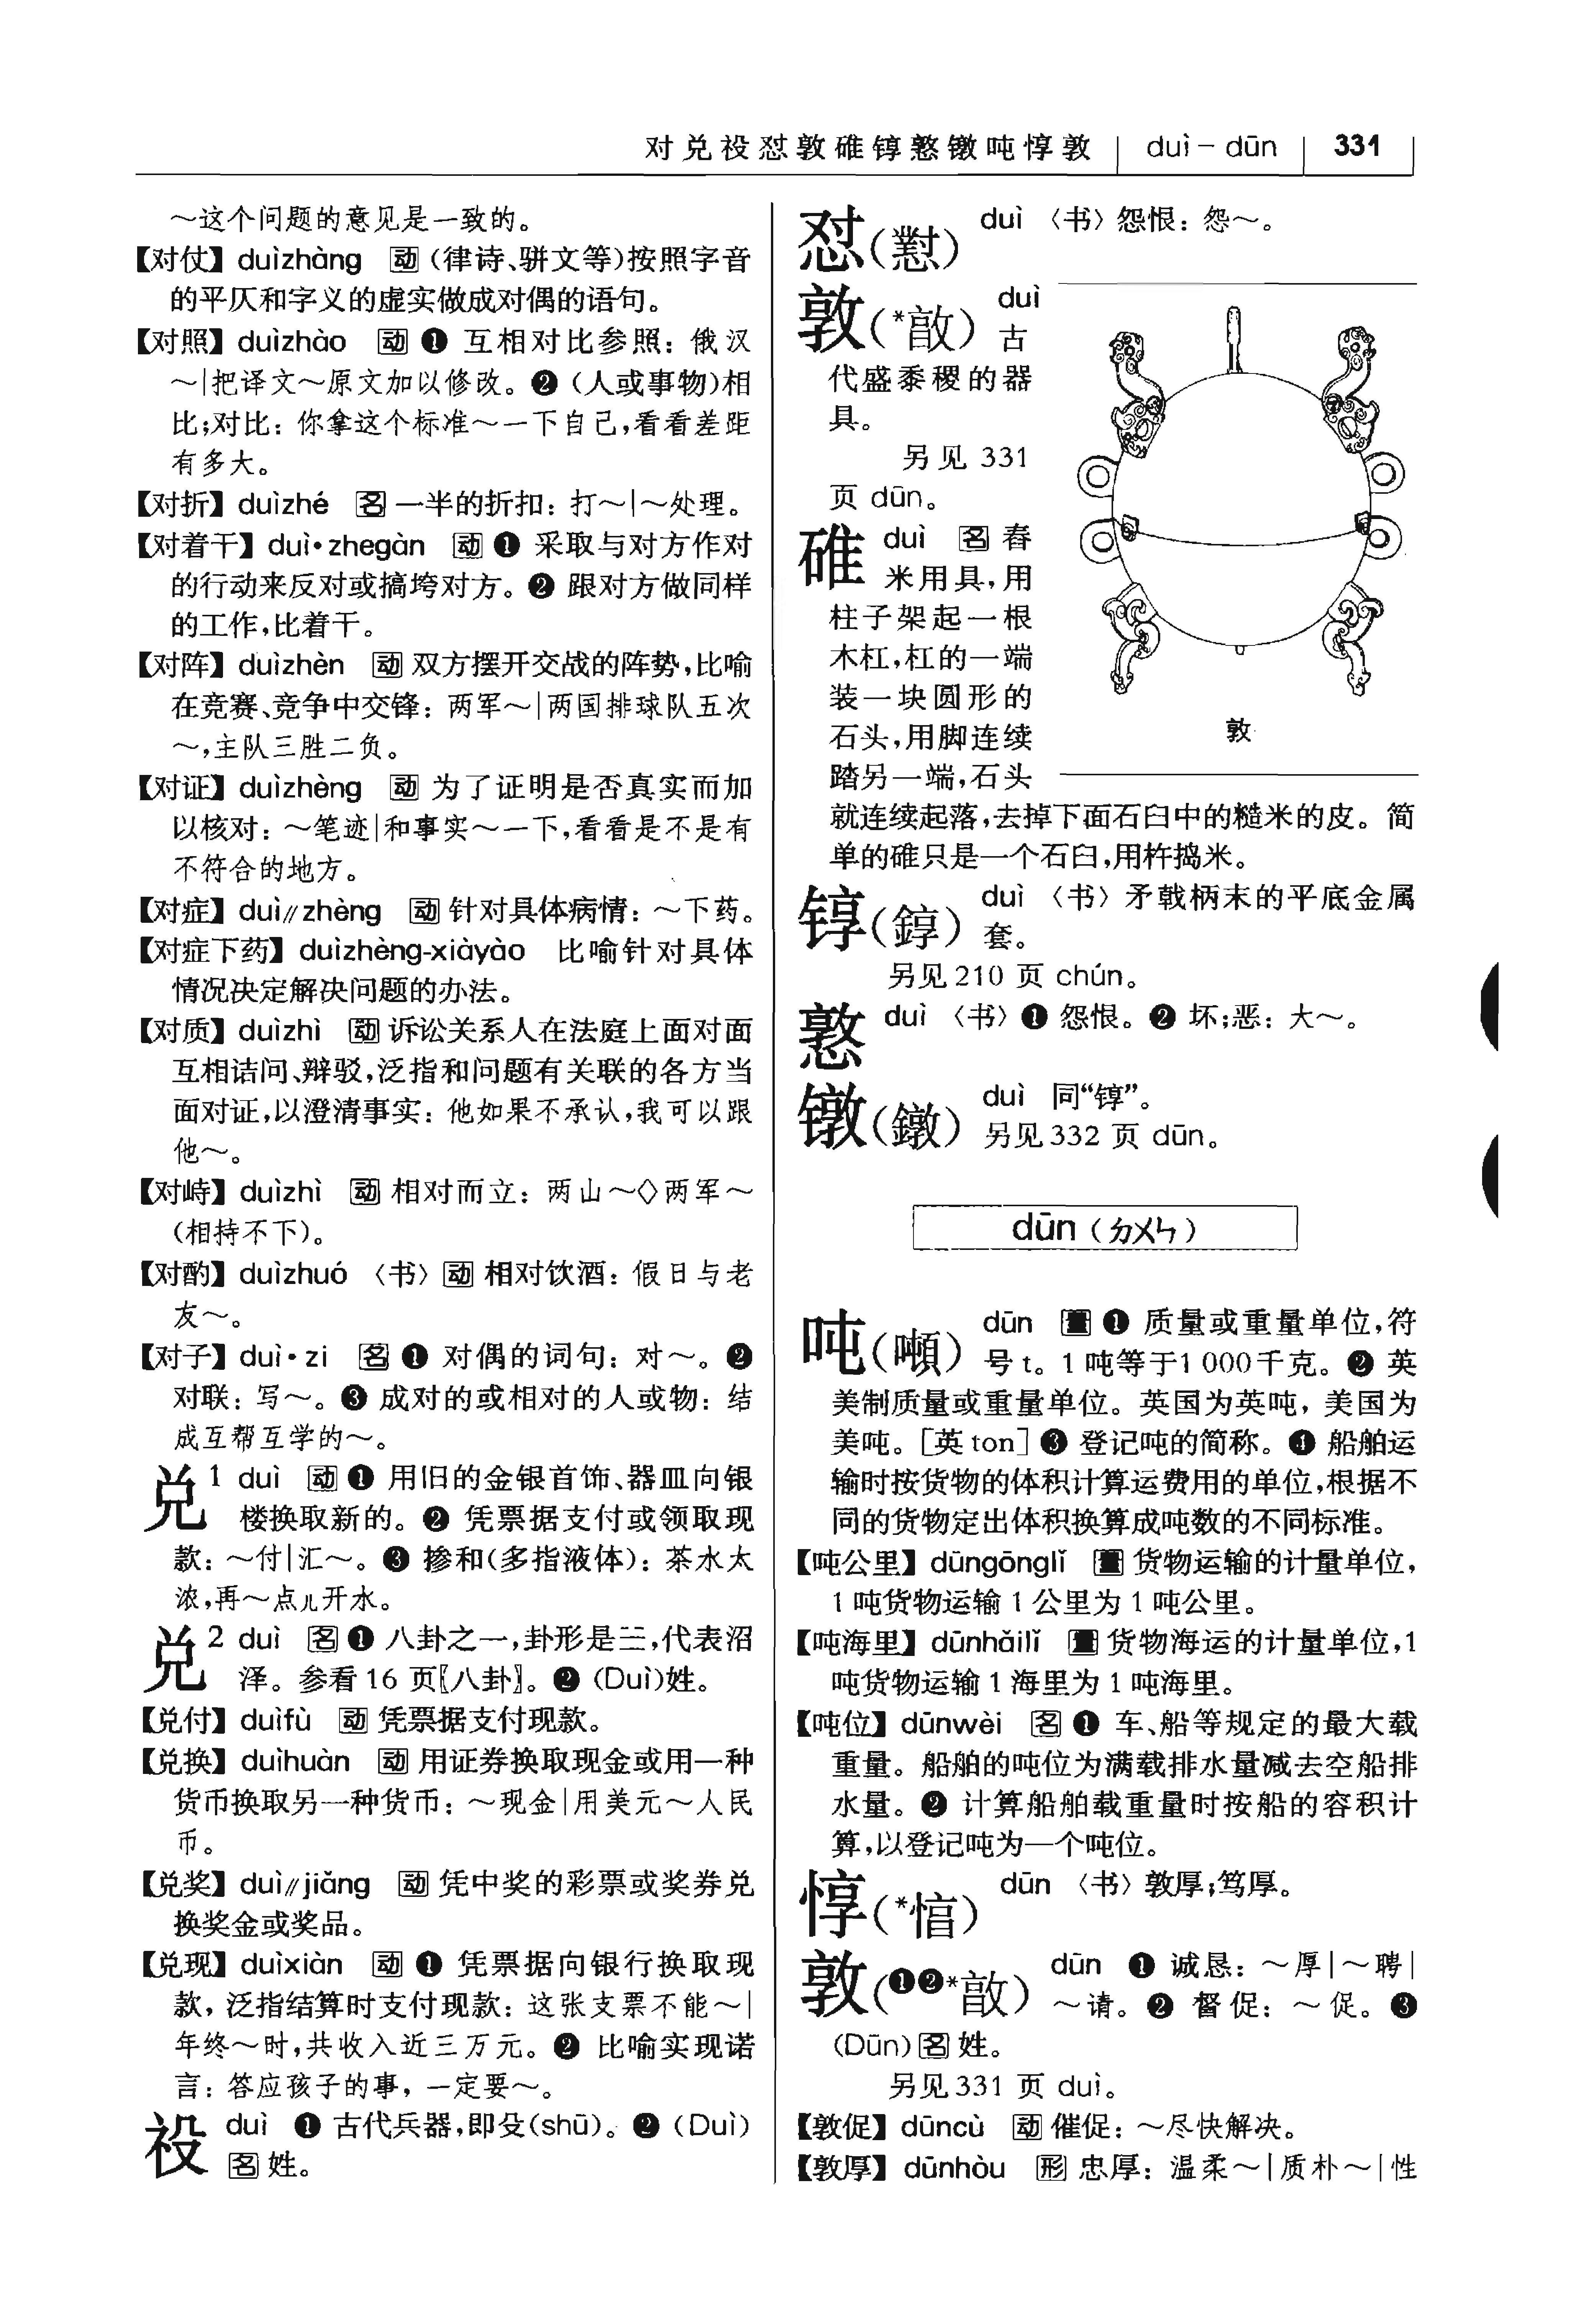 对兑祋怼敦碓錞憝镦吨惇敦 duì－dūn 331
～这个问题的意见是一致的。
【对仗】duìzhàng 动（律诗、骈文等）按照字音
的平仄和字义的虚实做成对偶的语句。
【对照】duìzhào 动❶ 互相对比参照：俄汉
～|把译文～原文加以修改。❷（人或事物）相
比;对比：你拿这个标准～一下自己,看看差距
有多大。
【对折】duìzhé 名一半的折扣：打～|～处理。
【对着干】duì·zhegàn 动❶ 采取与对方作对
的行动来反对或搞垮对方。❷ 跟对方做同样
的工作,比着干。
【对阵】duìzhèn 动双方摆开交战的阵势,比喻
在竞赛、竞争中交锋：两军～|两国排球队五次
～,主队三胜二负。
【对证】duìzhèng 动为了证明是否真实而加
以核对：～笔迹|和事实～一下,看看是不是有
不符合的地方。
【对症】duì∥zhèng 动针对具体病情：～下药。
【对症下药】duìzhèng-xiàyào 比喻针对具体
情况决定解决问题的办法。
【对质】duìzhì 动诉讼关系人在法庭上面对面
互相诘问、辩驳,泛指和问题有关联的各方当
面对证,以澄清事实：他如果不承认,我可以跟
他～。
【对峙】duìzhì 动相对而立：两山～◇两军～
（相持不下）。
【对酌】duìzhuó〈书〉动相对饮酒：假日与老
友～。
【对子】duì·zi 名❶ 对偶的词句：对～。❷
对联：写～。❸ 成对的或相对的人或物：结
成互帮互学的～。
兑1 duì 动❶ 用旧的金银首饰、器皿向银
楼换取新的。❷ 凭票据支付或领取现
款：～付|汇～。❸ 掺和（多指液体）：茶水太
浓,再～点儿开水。
兑2 duì 名❶ 八卦之一,卦形是☱,代表沼
泽。参看16 页〖八卦〗。❷（Duì）姓。
【兑付】duìfù 动凭票据支付现款。
【兑换】duìhuàn 动用证券换取现金或用一种
货币换取另一种货币：～现金|用美元～人民
币。
【兑奖】duì∥jiǎng 动凭中奖的彩票或奖券兑
换奖金或奖品。
【兑现】duìxiàn 动❶ 凭票据向银行换取现
款，泛指结算时支付现款：这张支票不能～|
年终～时,共收入近三万元。❷ 比喻实现诺
言：答应孩子的事，一定要～。
祋 duì ❶ 古代兵器,即殳（shū）。❷（Duì）
名姓。
怼（懟） duì〈书〉怨恨：怨～。
敦（*敼） duì
古
代盛黍稷的器
具。
另见 331
页 dūn。
碓 duì 名舂
米用具,用
柱子架起一根
木杠,杠的一端
装一块圆形的
石头,用脚连续
踏另一端,石头
敦
就连续起落,去掉下面石臼中的糙米的皮。简
单的碓只是一个石臼,用杵捣米。
錞（錞） duì〈书〉矛戟柄末的平底金属
套。
另见210 页 chún。
憝 duì〈书〉❶ 怨恨。❷ 坏;恶：大～。
镦（鐓） duì 同“錞”。
另见332 页 dūn。
dūn（ㄉㄨㄣ）
吨（噸） dūn 量❶ 质量或重量单位,符
号t。1 吨等于1 000千克。❷ 英
美制质量或重量单位。英国为英吨，美国为
美吨。［英ton］❸ 登记吨的简称。❹ 船舶运
输时按货物的体积计算运费用的单位,根据不
同的货物定出体积换算成吨数的不同标准。
【吨公里】dūngōnglǐ 量货物运输的计量单位,
1 吨货物运输 1 公里为 1 吨公里。
【吨海里】dūnhǎilǐ 量货物海运的计量单位,1
吨货物运输 1 海里为 1 吨海里。
【吨位】dūnwèi 名❶ 车、船等规定的最大载
重量。船舶的吨位为满载排水量减去空船排
水量。❷ 计算船舶载重量时按船的容积计
算,以登记吨为一个吨位。
惇（*㥫） dūn〈书〉敦厚;笃厚。
敦（❶❷*敼） dūn ❶ 诚恳：～厚|～聘|
～请。❷ 督促：～促。❸
（Dūn）名姓。
另见331 页 duì。
【敦促】dūncù 动催促：～尽快解决。
【敦厚】dūnhòu 形忠厚：温柔～|质朴～|性